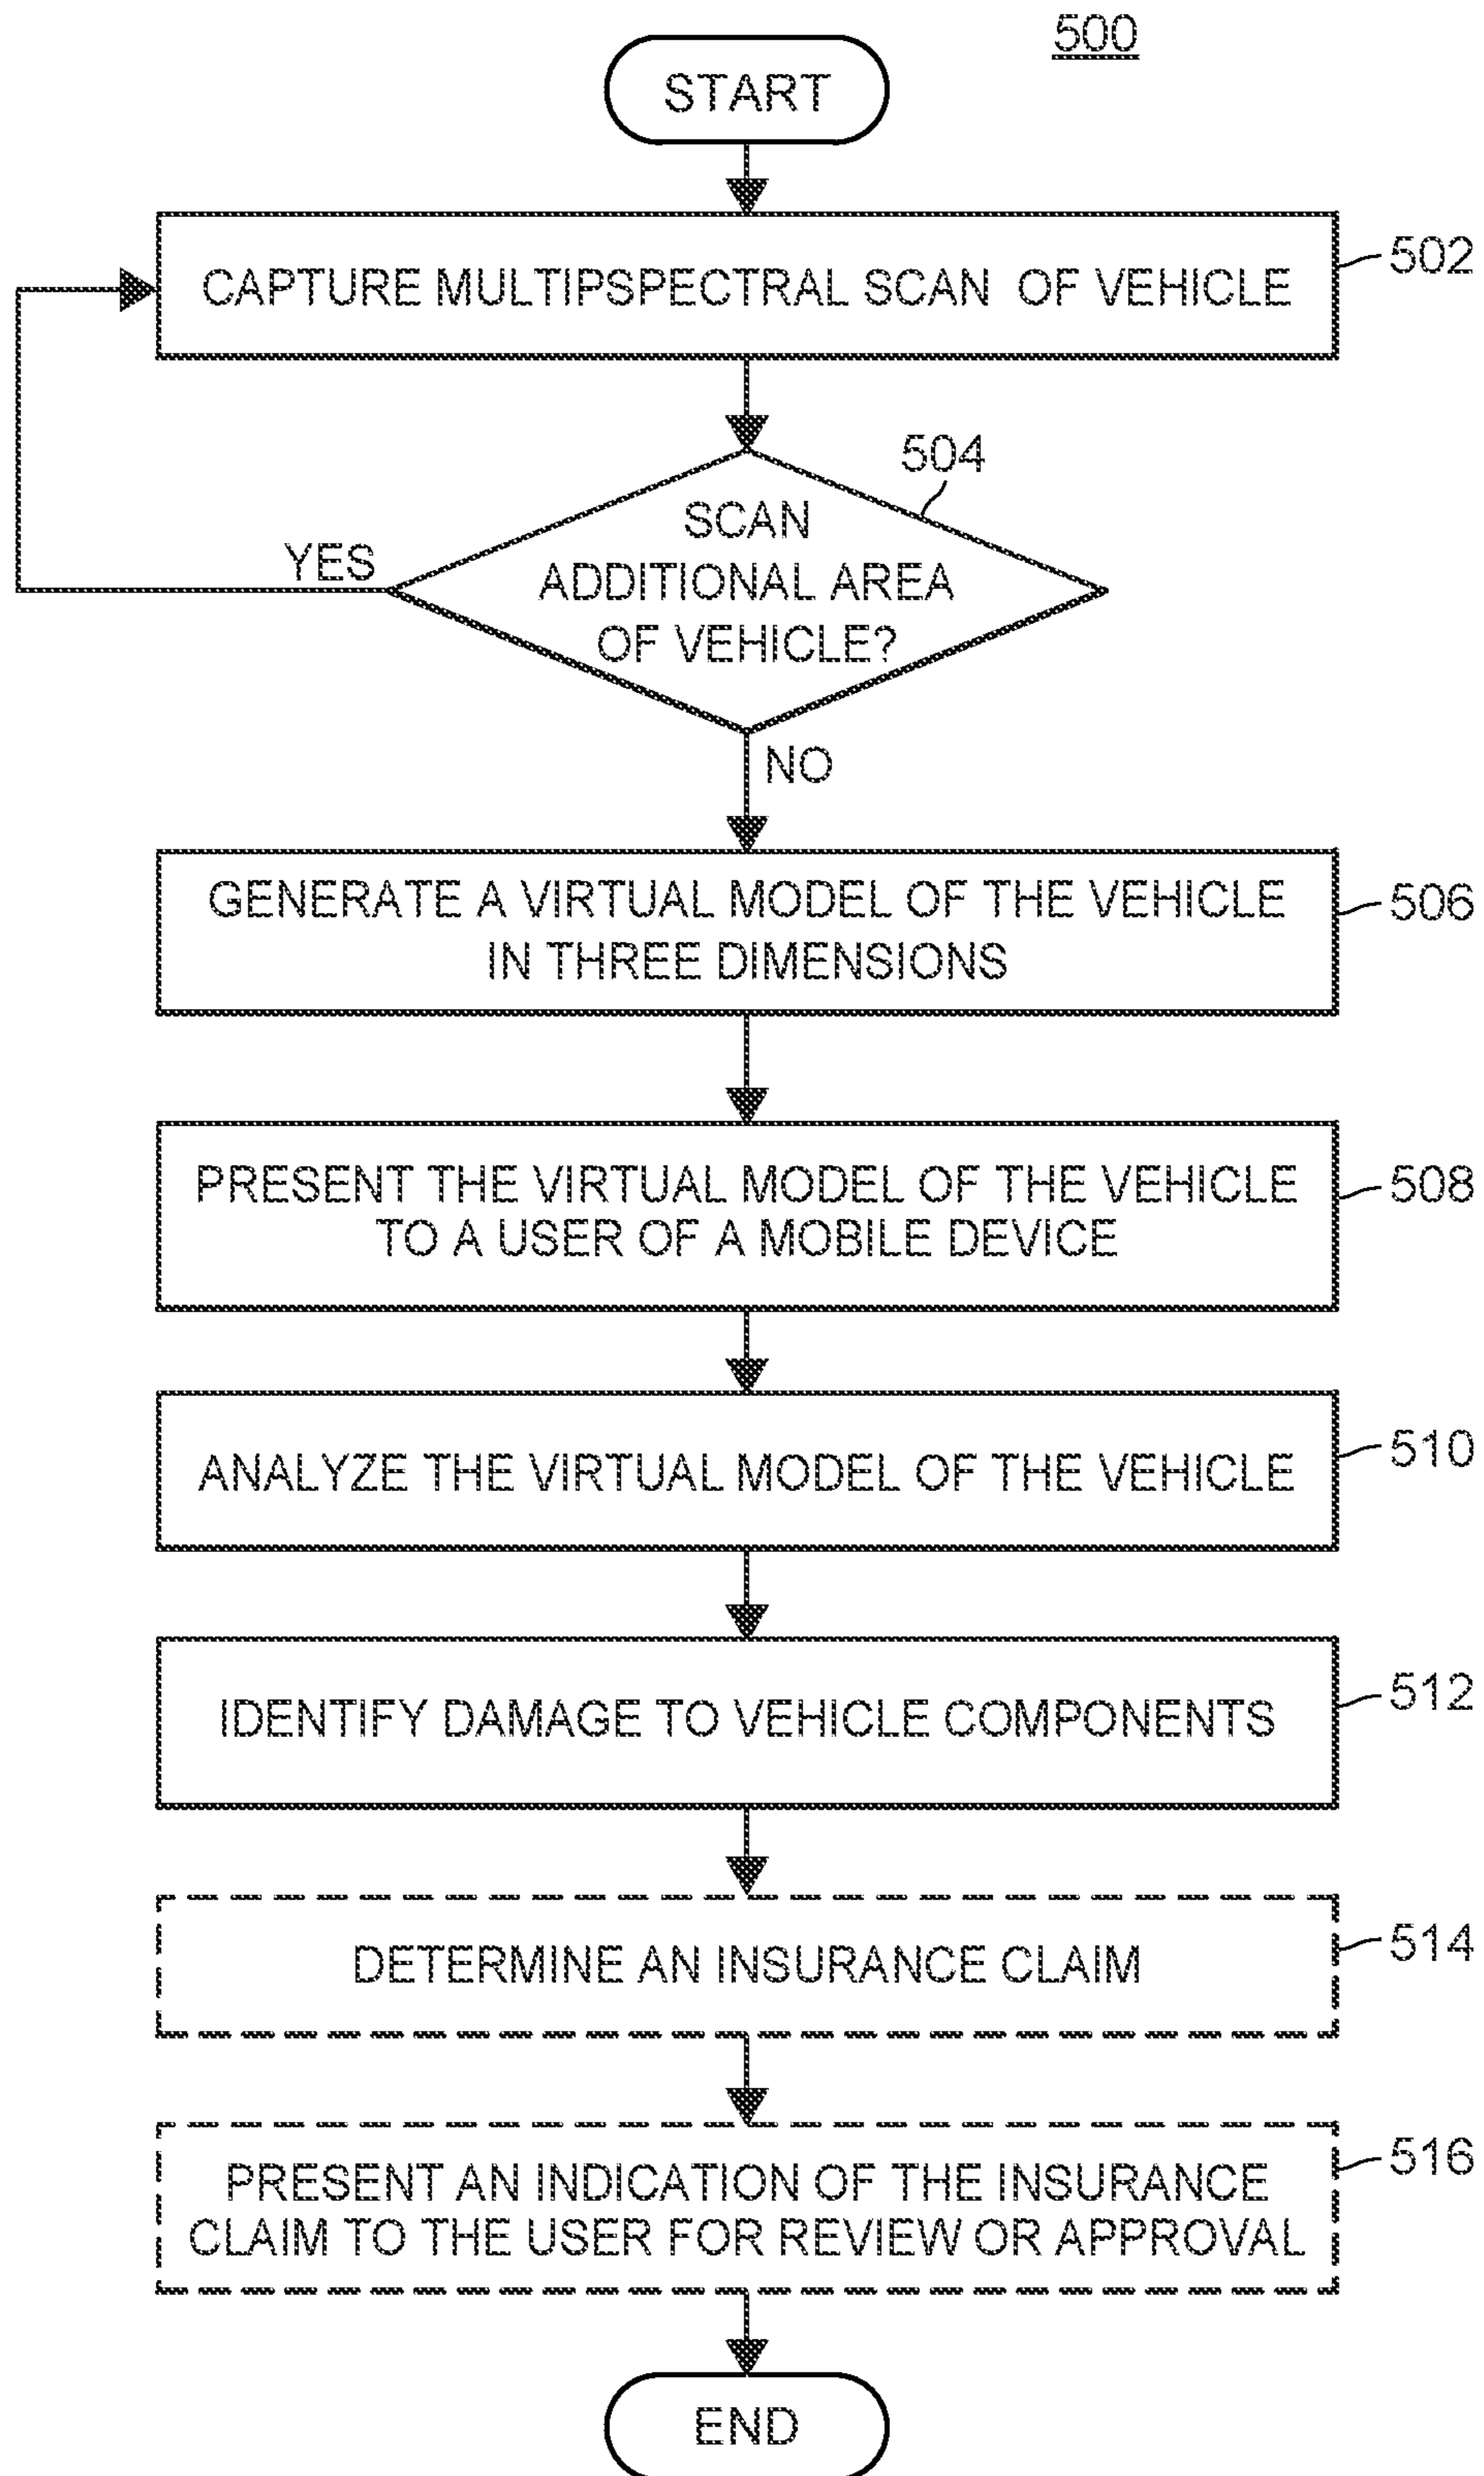 500
START
CAPTURE MULTIPSPECTRAL SCAN OF VEHICLE
502
504
SCAN
ADDITIONAL AREA
OF VEHICLE?
YES
NO
GENERATE A VIRTUAL MODEL OF THE VEHICLE
IN THREE DIMENSIONS
506
PRESENT THE VIRTUAL MODEL OF THE VEHICLE
TO A USER OF A MOBILE DEVICE
508
ANALYZE THE VIRTUAL MODEL OF THE VEHICLE
510
IDENTIFY DAMAGE TO VEHICLE COMPONENTS
512
DETERMINE AN INSURANCE CLAIM
514
PRESENT AN INDICATION OF THE INSURANCE
CLAIM TO THE USER FOR REVIEW OR APPROVAL
516
END